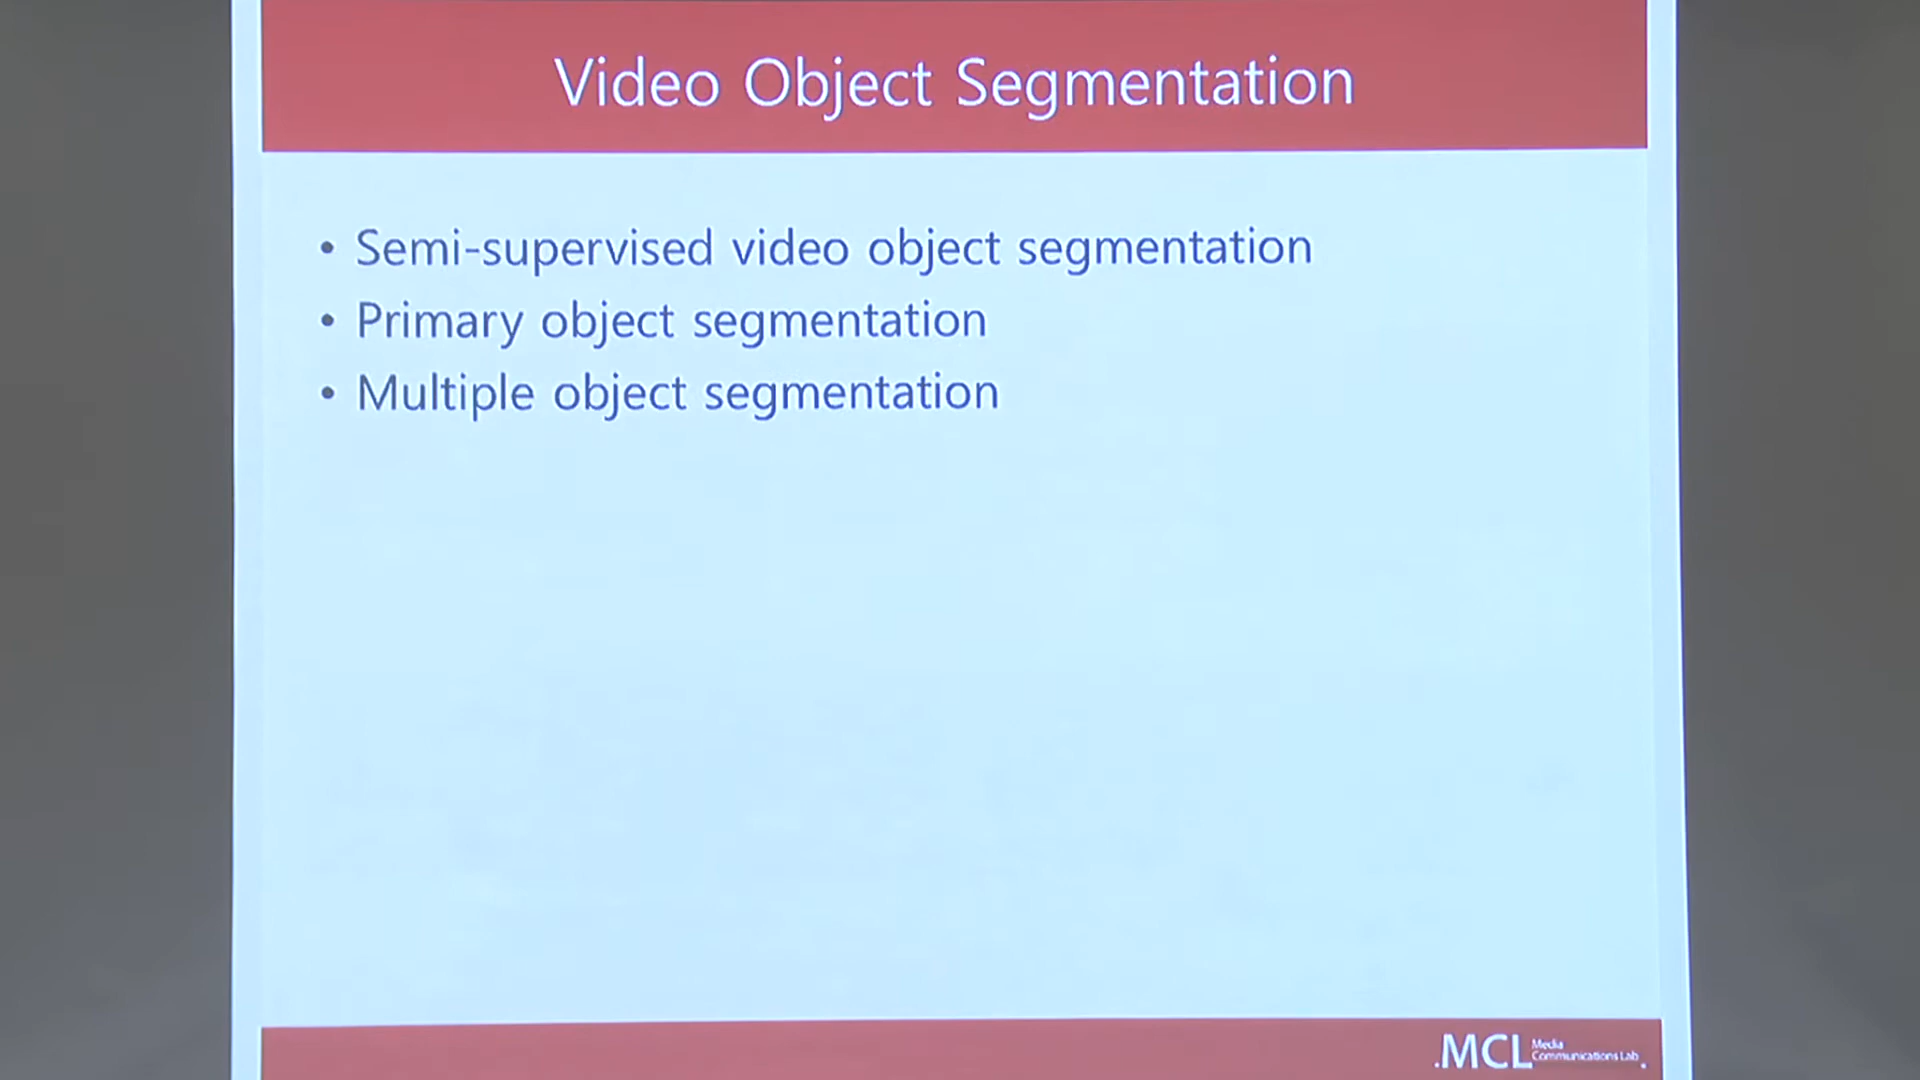 Video Object Segmentation
• Semi-supervised video object segmentation
• Primary object segmentation
• Multiple object segmentation
MCL Media
Communications Lab